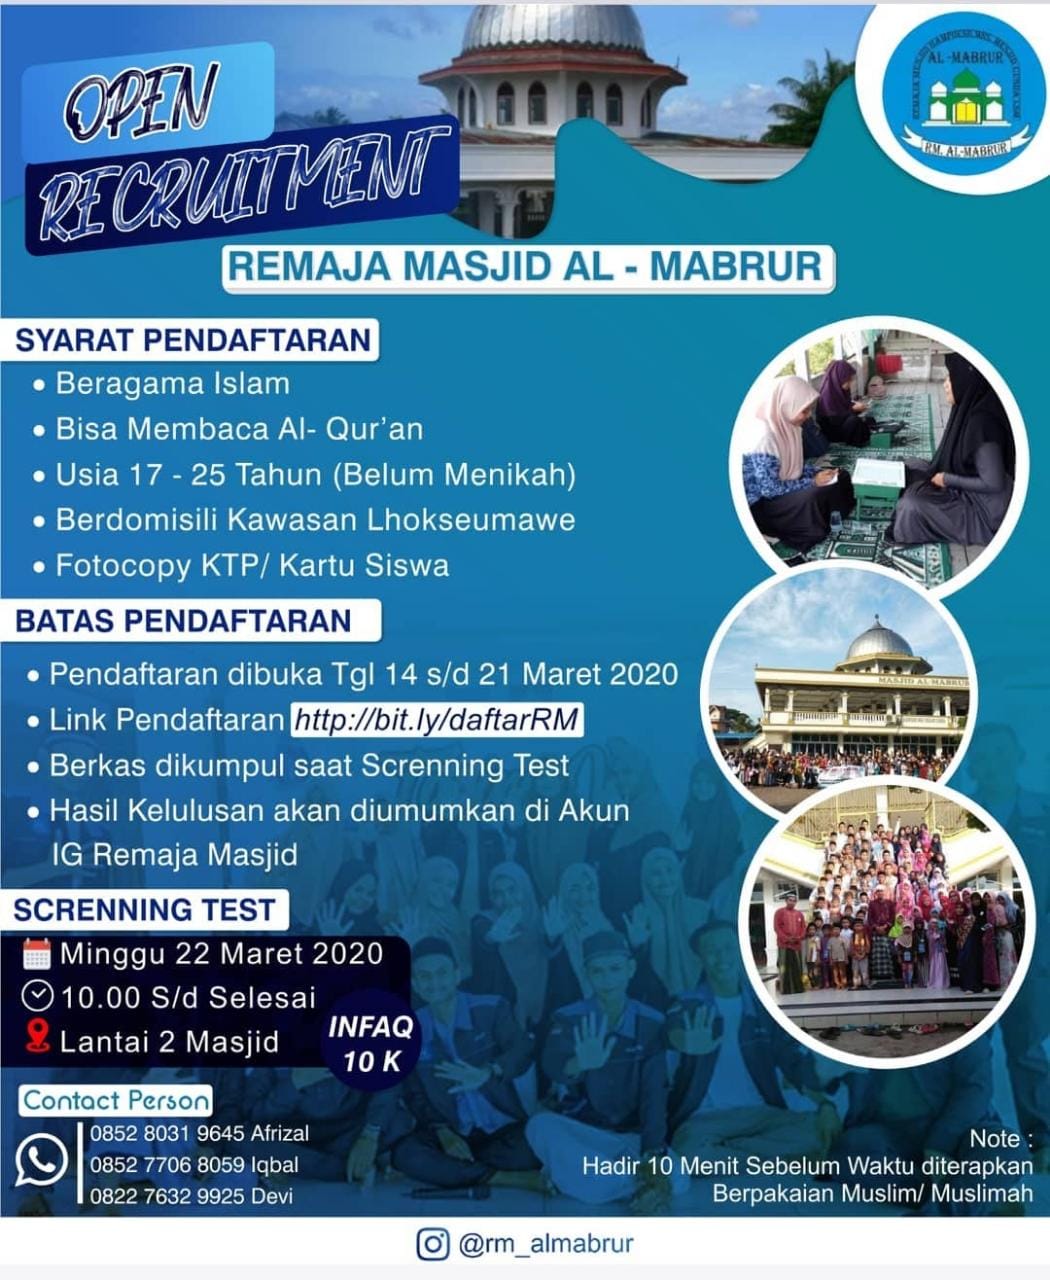 OPEN
RECRUITMENT
AL -MABRUR
RM. AL-MABRUR
REMAJA MASJID AL - MABRUR
SYARAT PENDAFTARAN
• Beragama Islam
• Bisa Membaca Al- Qur'an
• Usia 17 - 25 Tahun (Belum Menikah)
• Berdomisili Kawasan Lhokseumawe
• Fotocopy KTP/ Kartu Siswa
BATAS PENDAFTARAN
• Pendaftaran dibuka Tgl 14 s/d 21 Maret 2020
• Link Pendaftaran http://bit.ly/daftarRM
• Berkas dikumpul saat Screnning Test
• Hasil Kelulusan akan diumumkan di Akun
IG Remaja Masjid
MASJID AL MABRUR
SCRENNING TEST
Minggu 22 Maret 2020
10.00 S/d Selesai
Lantai 2 Masjid
INFAQ
10 K
Contact Person
0852 8031 9645 Afrizal
0852 7706 8059 Iqbal
0822 7632 9925 Devi
Note :
Hadir 10 Menit Sebelum Waktu diterapkan
Berpakaian Muslim/ Muslimah
@rm_almabrur